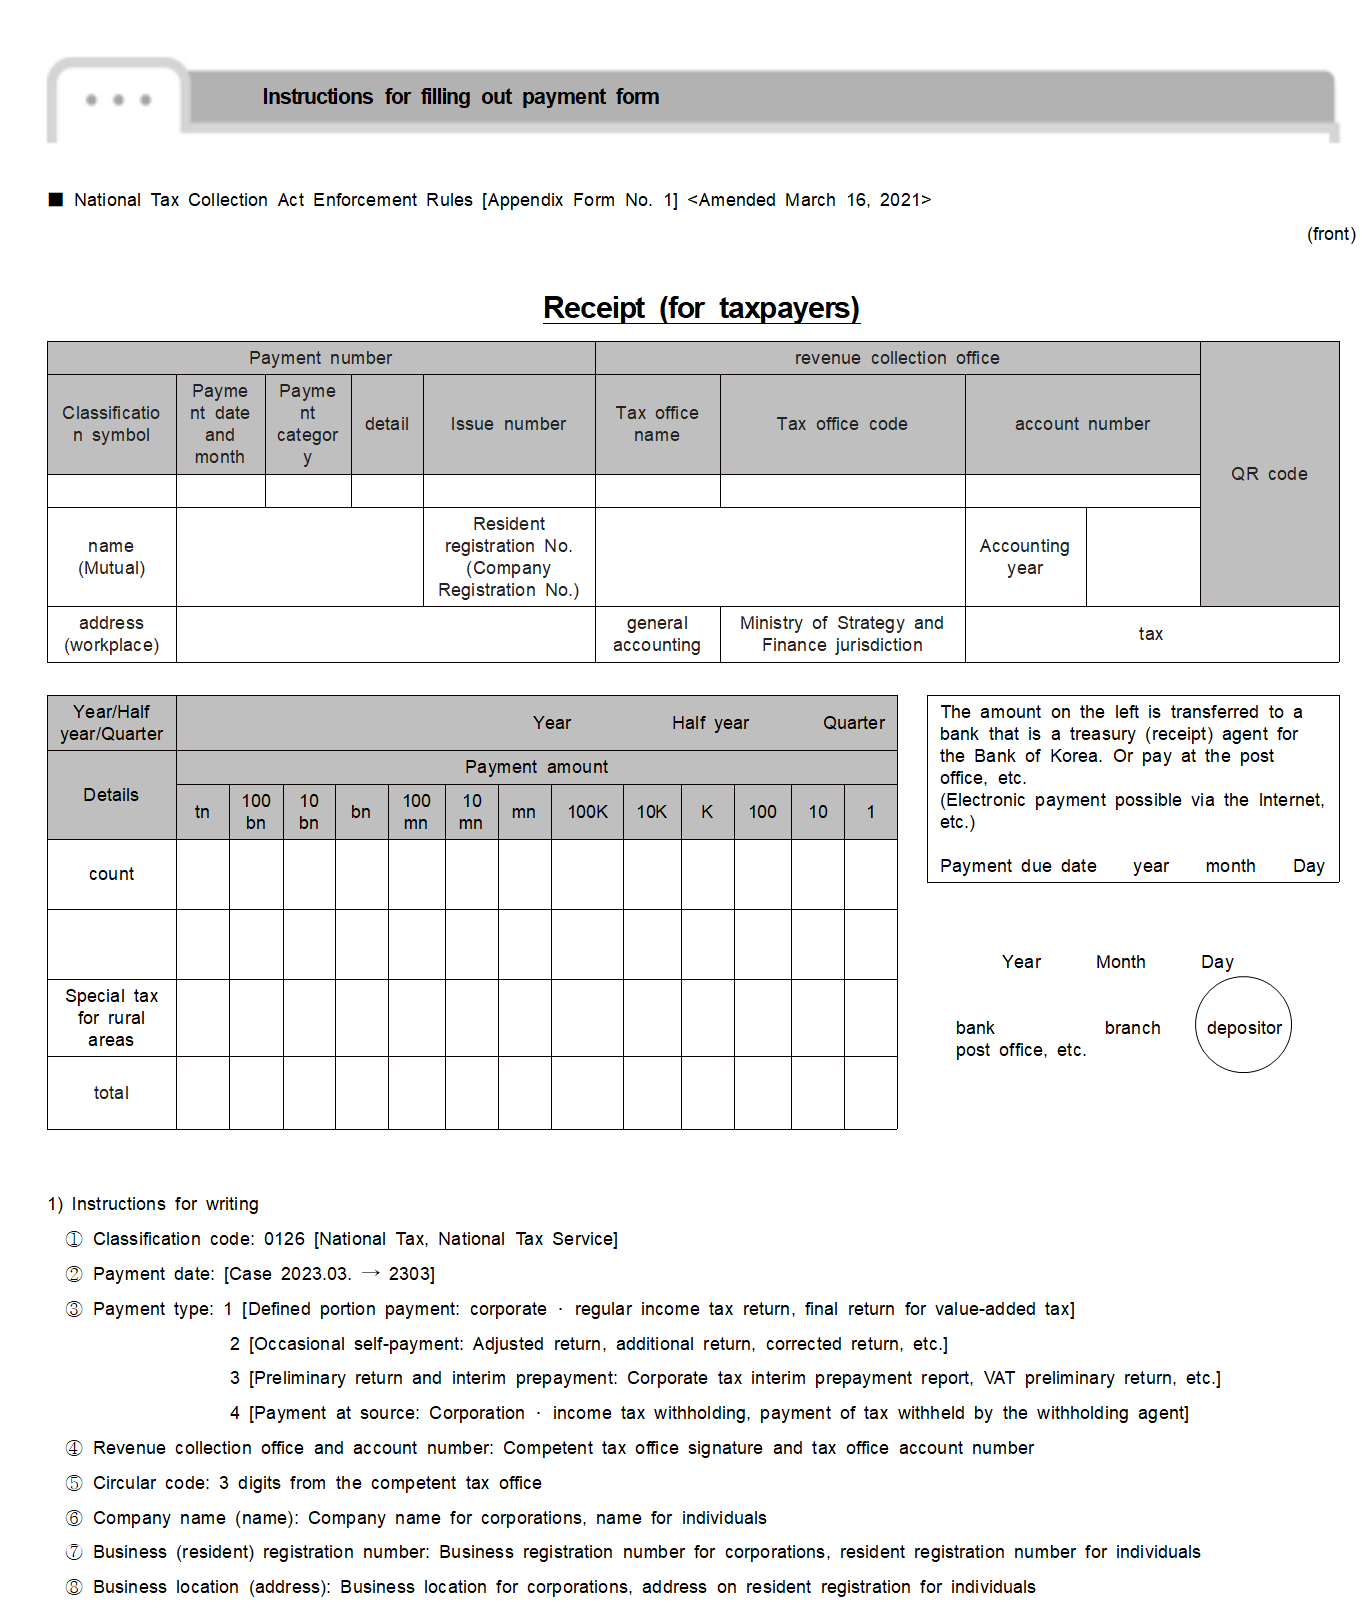 Instructions for filling out payment form
■ National Tax Collection Act Enforcement Rules [Appendix Form No. 1] <Amended March 16, 2021>
(front)
Receipt (for taxpayers)
Payment number
revenue collection office
QR code
Classificatio
n symbol
Payme
nt date
and
month
Payme
nt
categor
y
detail
Issue number
Tax office
name
Tax office code
account number
name
(Mutual)
Resident
registration No.
(Company
Registration No.)
Accounting
year
address
(workplace)
general
accounting
Ministry of Strategy and
Finance jurisdiction
tax
Year/Half
year/Quarter
Year Half year Quarter
Details
Payment amount
tn
100
bn
10
bn
bn
100
mn
10
mn
mn
100K
10K
K
100
10
1
count
Special tax
for rural
areas
total
The amount on the left is transferred to a
bank that is a treasury (receipt) agent for
the Bank of Korea. Or pay at the post
office, etc.
(Electronic payment possible via the Internet,
etc.)
Payment due date year month Day
Year Month Day
bank branch depositor
post office, etc.
1) Instructions for writing
① Classification code: 0126 [National Tax, National Tax Service]
② Payment date: [Case 2023.03. → 2303]
③ Payment type: 1 [Defined portion payment: corporate · regular income tax return, final return for value-added tax]
2 [Occasional self-payment: Adjusted return, additional return, corrected return, etc.]
3 [Preliminary return and interim prepayment: Corporate tax interim prepayment report, VAT preliminary return, etc.]
4 [Payment at source: Corporation · income tax withholding, payment of tax withheld by the withholding agent]
④ Revenue collection office and account number: Competent tax office signature and tax office account number
⑤ Circular code: 3 digits from the competent tax office
⑥ Company name (name): Company name for corporations, name for individuals
⑦ Business (resident) registration number: Business registration number for corporations, resident registration number for individuals
⑧ Business location (address): Business location for corporations, address on resident registration for individuals